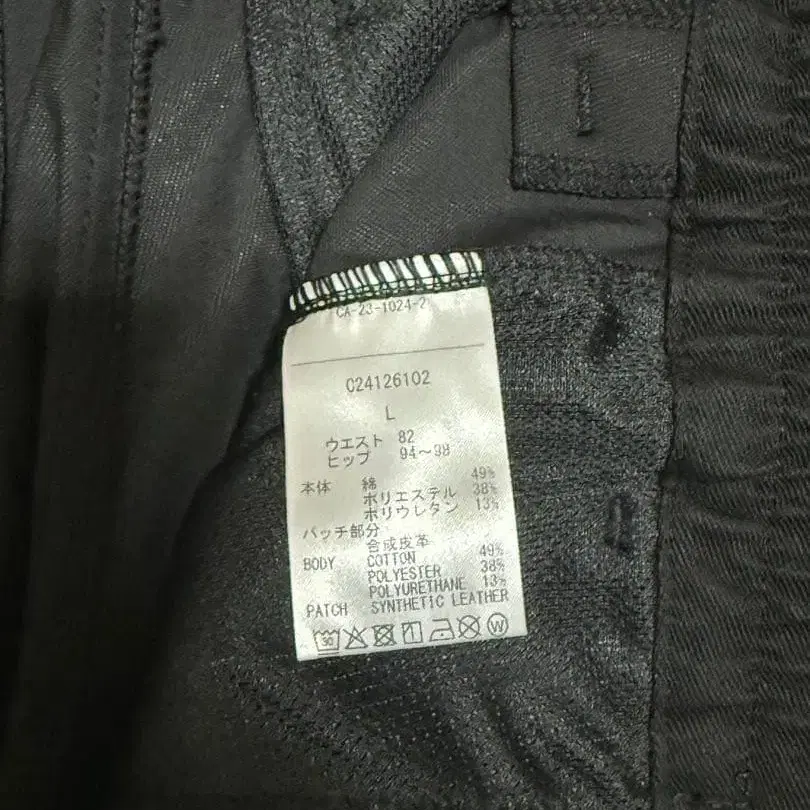 CA-23-1024-2
C24126102
L
ウエスト 82
ヒップ 94～98
本体 綿 49%
ポリエステル 38%
ポリウレタン 13%
パッチ部分
合成皮革
BODY COTTON 49%
POLYESTER 38%
POLYURETHANE 13%
PATCH SYNTHETIC LEATHER
30 W